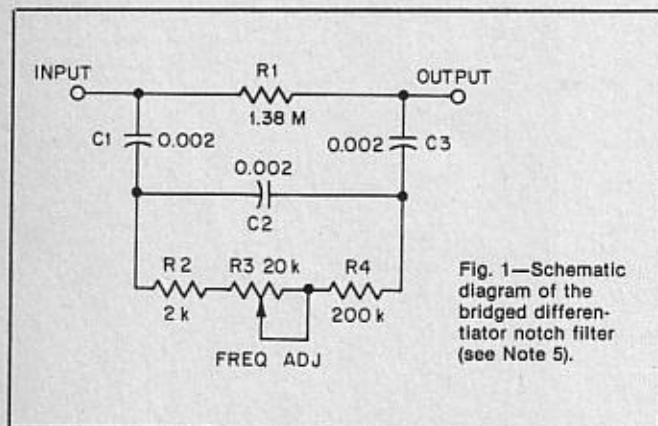 INPUT R1 OUTPUT
1.38 M
C1 0.002 0.002 C3
0.002
C2
R2 R3 20 k R4
2 k 200 k
FREQ ADJ
Fig. 1—Schematic
diagram of the
bridged differen-
tiator notch filter
(see Note 5).